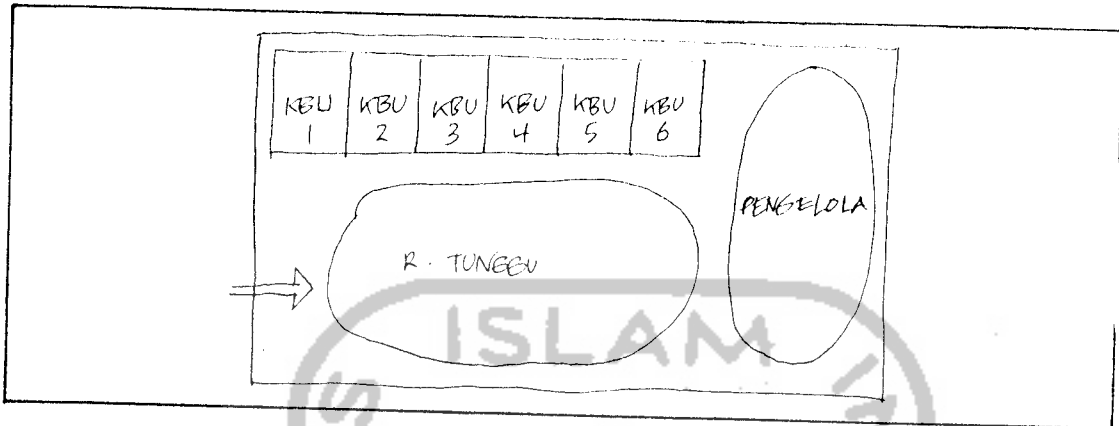 KBU KBU KBU KBU KBU KBU
1 2 3 4 5 6
PENGELOLA
R. TUNGGU
ISLAM